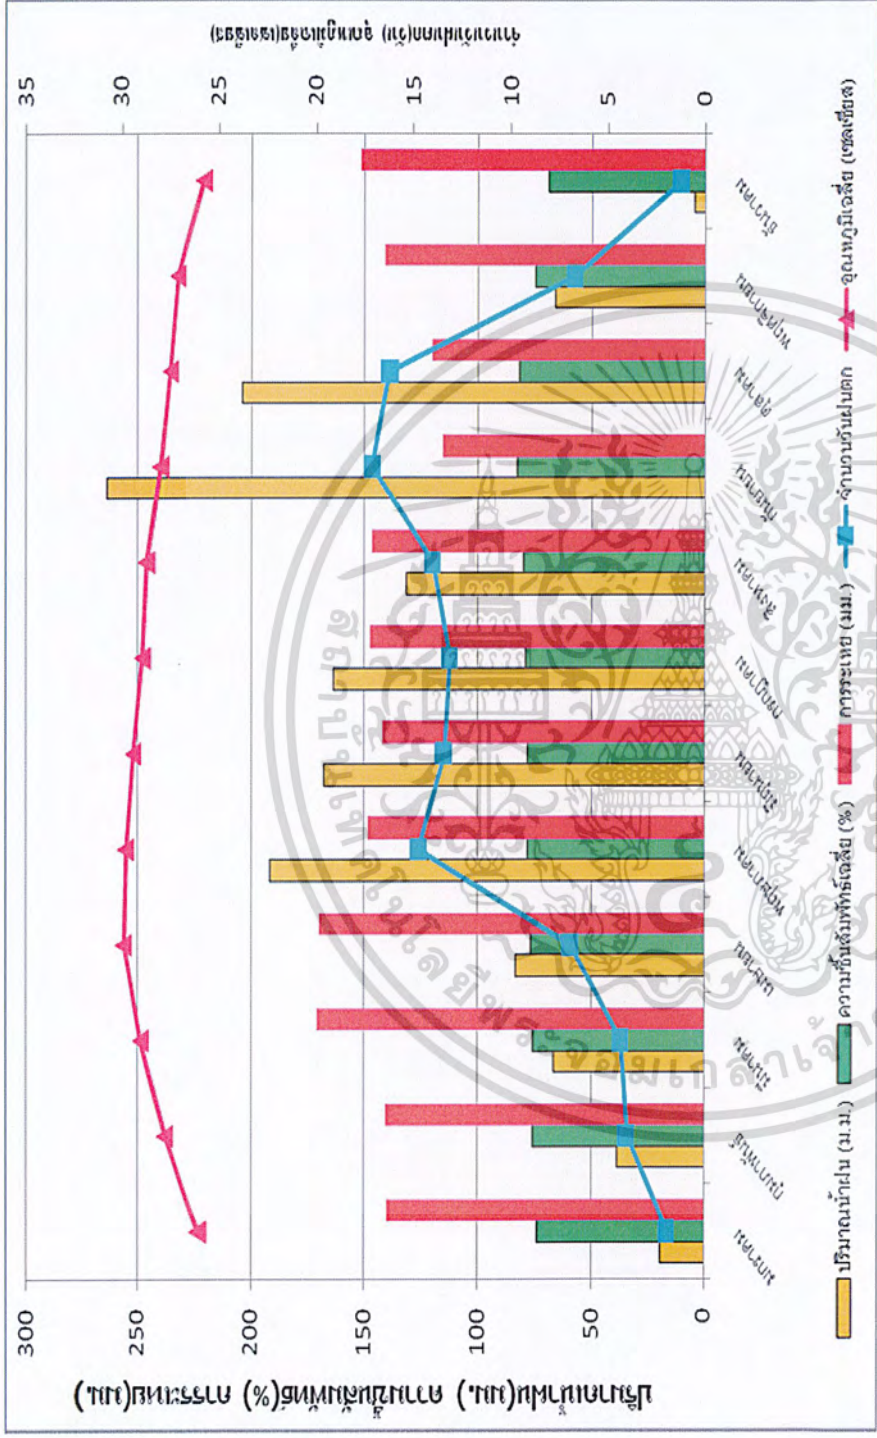 ปริมาณน้ำฝน(มม.) ความชื้นสัมพัทธ์(%) การระเหย(มม.)
300
250
200
150
100
50
0
มกราคม
กุมภาพันธ์
มีนาคม
เมษายน
พฤษภาคม
มิถุนายน
กรกฎาคม
สิงหาคม
กันยายน
ตุลาคม
พฤศจิกายน
ธันวาคม
35
30
25
20
15
10
5
0
จำนวนวันฝนตก(วัน) อุณหภูมิเฉลี่ย(เซลเซียส)
ปริมาณน้ำฝน (ม.ม.) ความชื้นสัมพัทธ์เฉลี่ย (%) การระเหย (มม.) จำนวนวันฝนตก อุณหภูมิเฉลี่ย (เซลเซียส)